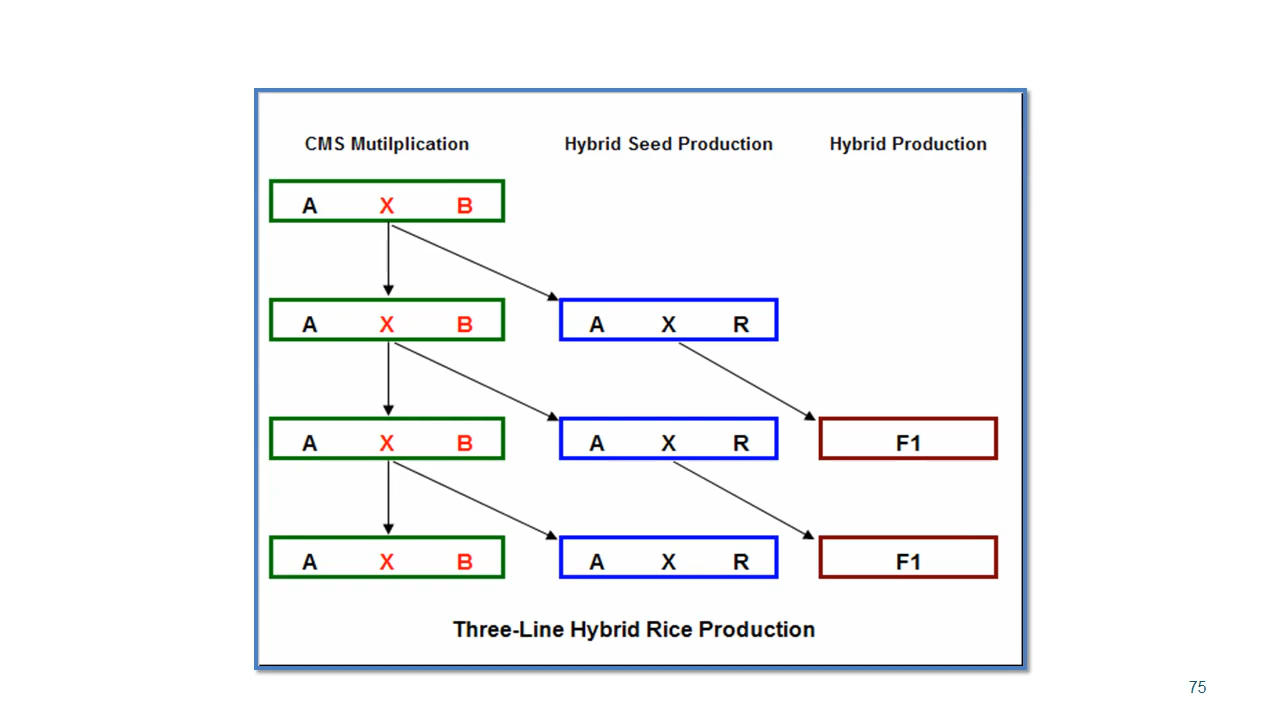 CMS Mutilplication Hybrid Seed Production Hybrid Production
A X B
A X B A X R
A X B A X R F1
A X B A X R F1
Three-Line Hybrid Rice Production
75